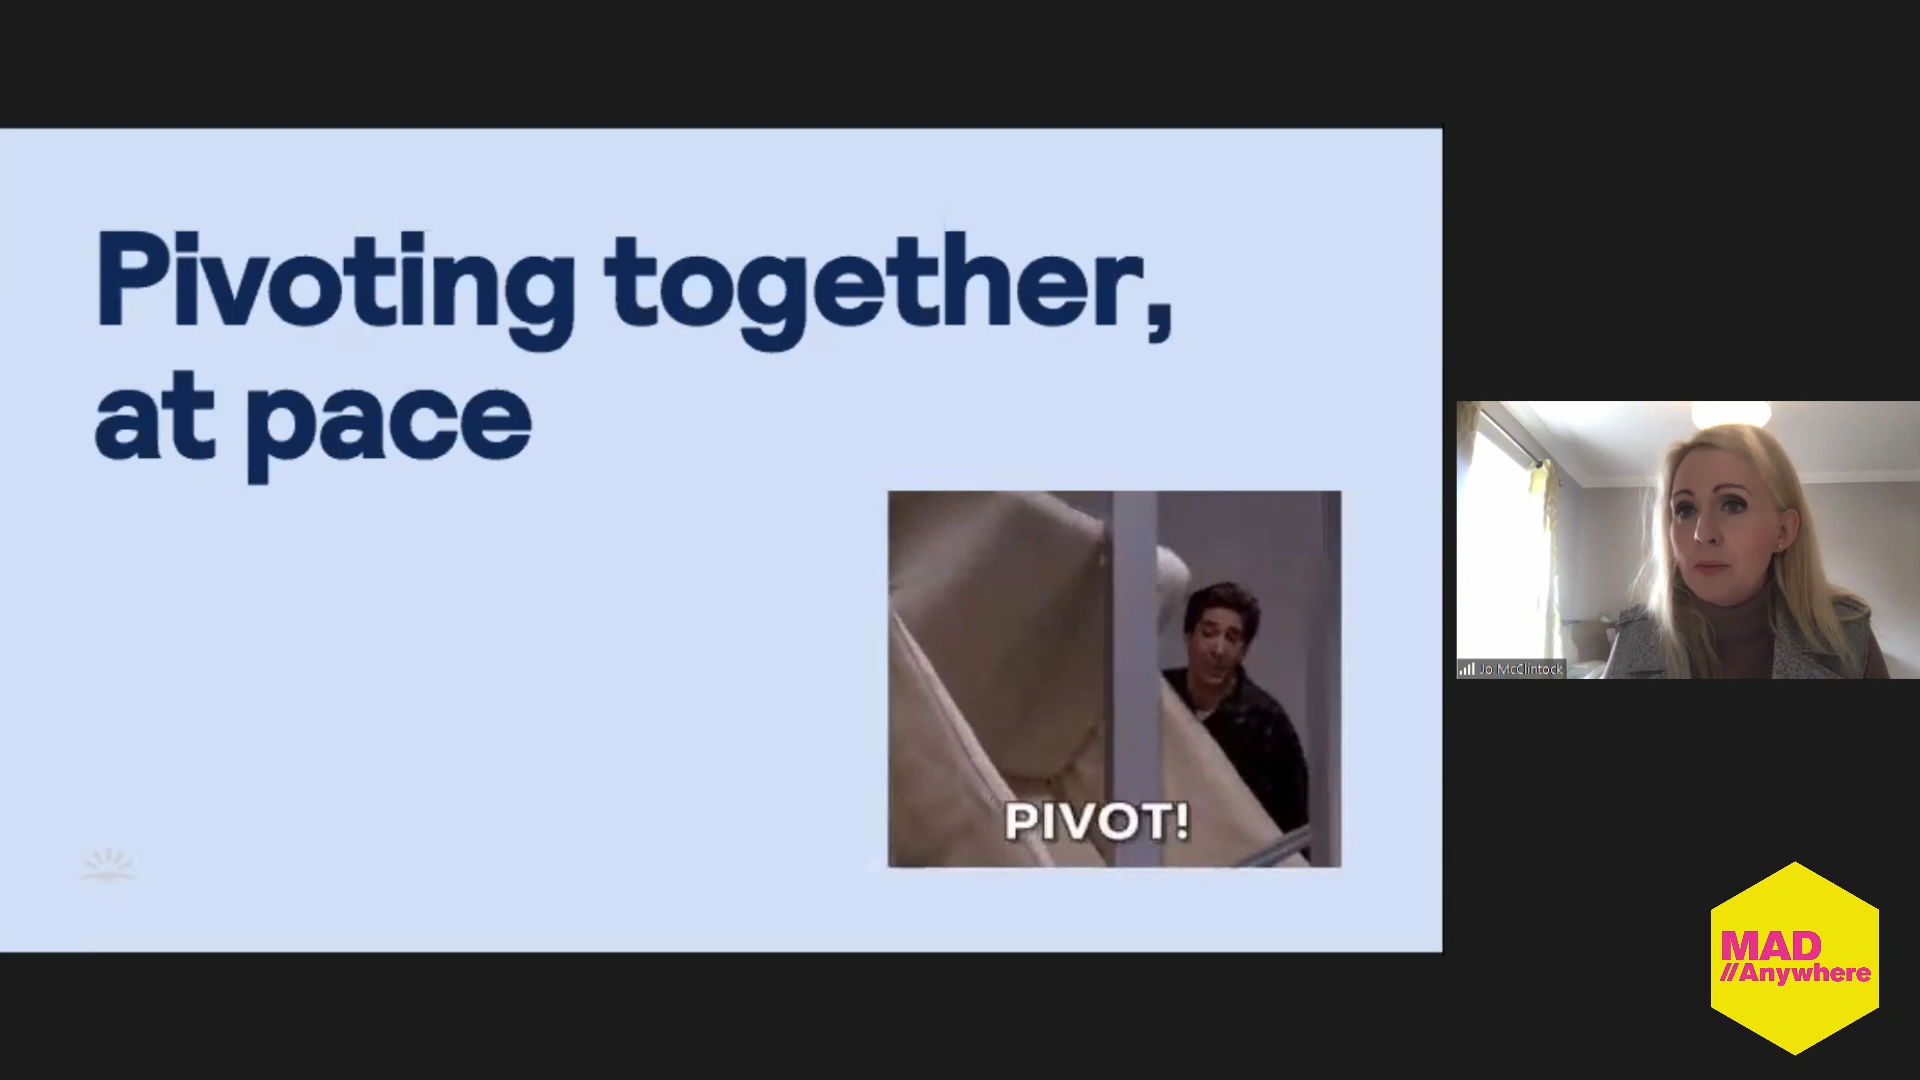 Pivoting together,
at pace
PIVOT!
Jo McClintock
MAD
//Anywhere